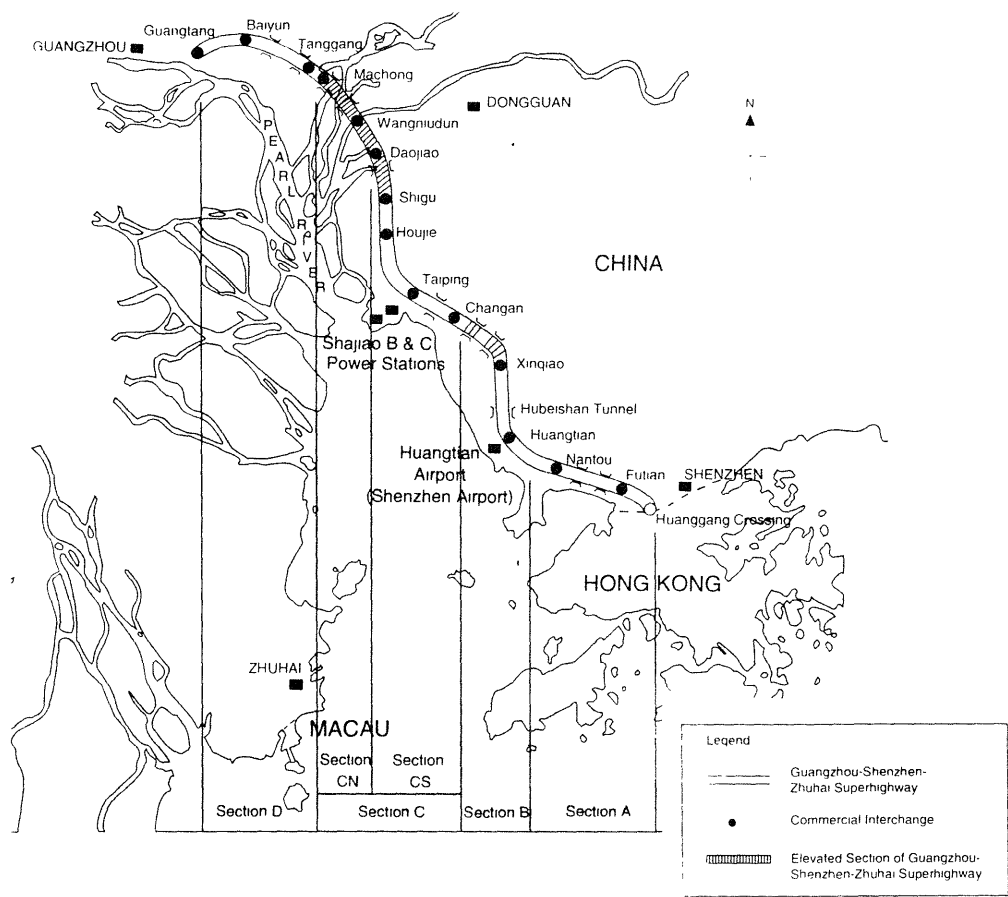 Guangtang
Baiyun
GUANGZHOU
Tanggang
Machong
DONGGUAN
N
Wangniudun
PEARL RIVER
Daojiao
Shigu
Houjie
CHINA
Taiping
Changan
Shajiao B & C
Power Stations
Xinqiao
Hubeishan Tunnel
Huangtian
Huangtian
Airport
(Shenzhen Airport)
Nantou
Futian
SHENZHEN
Huanggang Crossing
HONG KONG
ZHUHAI
MACAU
Section
CN
Section
CS
Section D
Section C
Section B
Section A
Legend
Guangzhou-Shenzhen-
Zhuhai Superhighway
Commercial Interchange
Elevated Section of Guangzhou-
Shenzhen-Zhuhai Superhighway